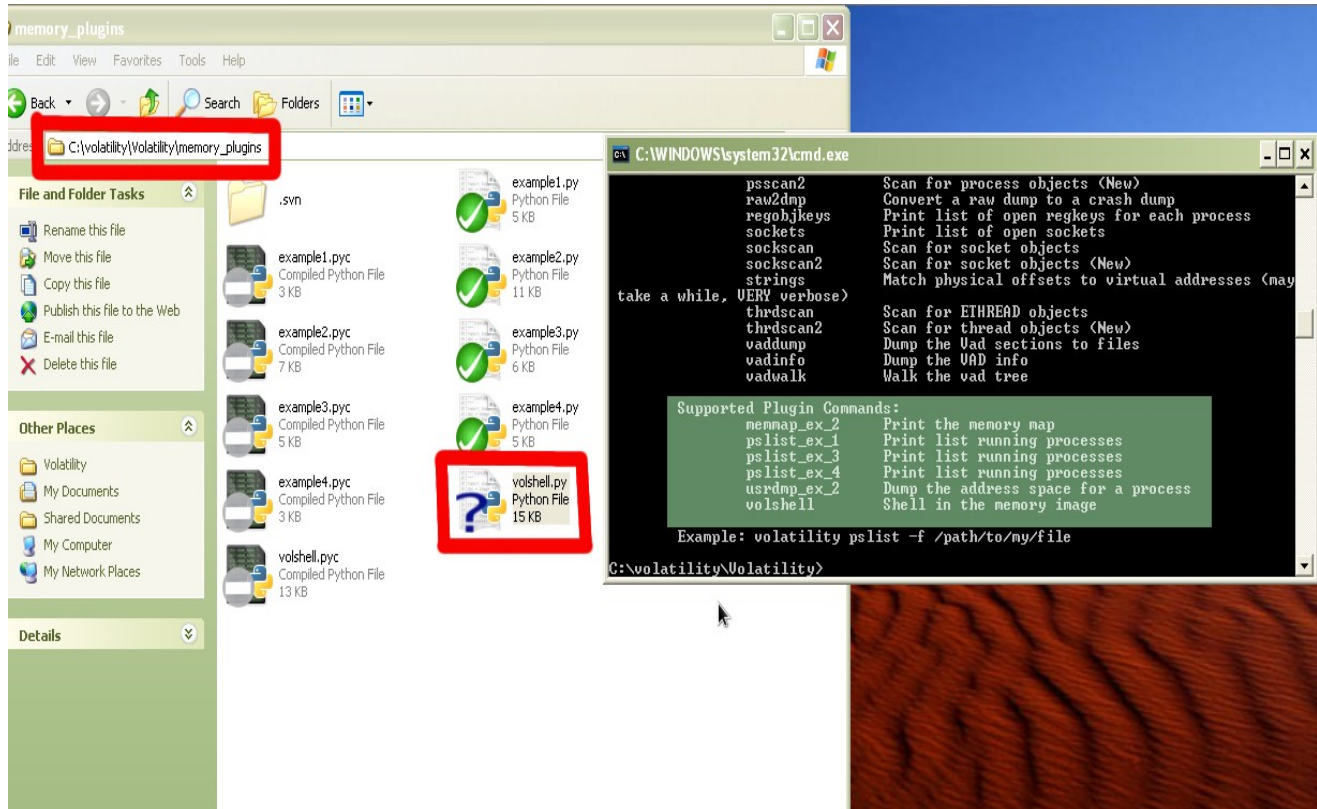 memory_plugins
ile Edit View Favorites Tools Help
Back Search Folders
ddres C:\volatility\Volatility\memory_plugins
File and Folder Tasks
Rename this file
Move this file
Copy this file
Publish this file to the Web
E-mail this file
Delete this file
Other Places
Volatility
My Documents
Shared Documents
My Computer
My Network Places
Details
.svn
example1.py
Python File
5 KB
example1.pyc
Compiled Python File
3 KB
example2.py
Python File
11 KB
example2.pyc
Compiled Python File
7 KB
example3.py
Python File
6 KB
example3.pyc
Compiled Python File
5 KB
example4.py
Python File
5 KB
example4.pyc
Compiled Python File
3 KB
volshell.py
Python File
15 KB
volshell.pyc
Compiled Python File
13 KB
C:\WINDOWS\system32\cmd.exe
psscan2 Scan for process objects (New)
raw2dmp Convert a raw dump to a crash dump
regobjkeys Print list of open regkeys for each process
sockets Print list of open sockets
sockscan Scan for socket objects
sockscan2 Scan for socket objects (New)
strings Match physical offsets to virtual addresses (may
take a while, VERY verbose)
thrdscan Scan for ETHREAD objects
thrdscan2 Scan for thread objects (New)
vaddump Dump the Vad sections to files
vadinfo Dump the VAD info
vadwalk Walk the vad tree
Supported Plugin Commands:
memmap_ex_2 Print the memory map
pslist_ex_1 Print list running processes
pslist_ex_3 Print list running processes
pslist_ex_4 Print list running processes
usrdmp_ex_2 Dump the address space for a process
volshell Shell in the memory image
Example: volatility pslist -f /path/to/my/file
C:\volatility\Volatility>